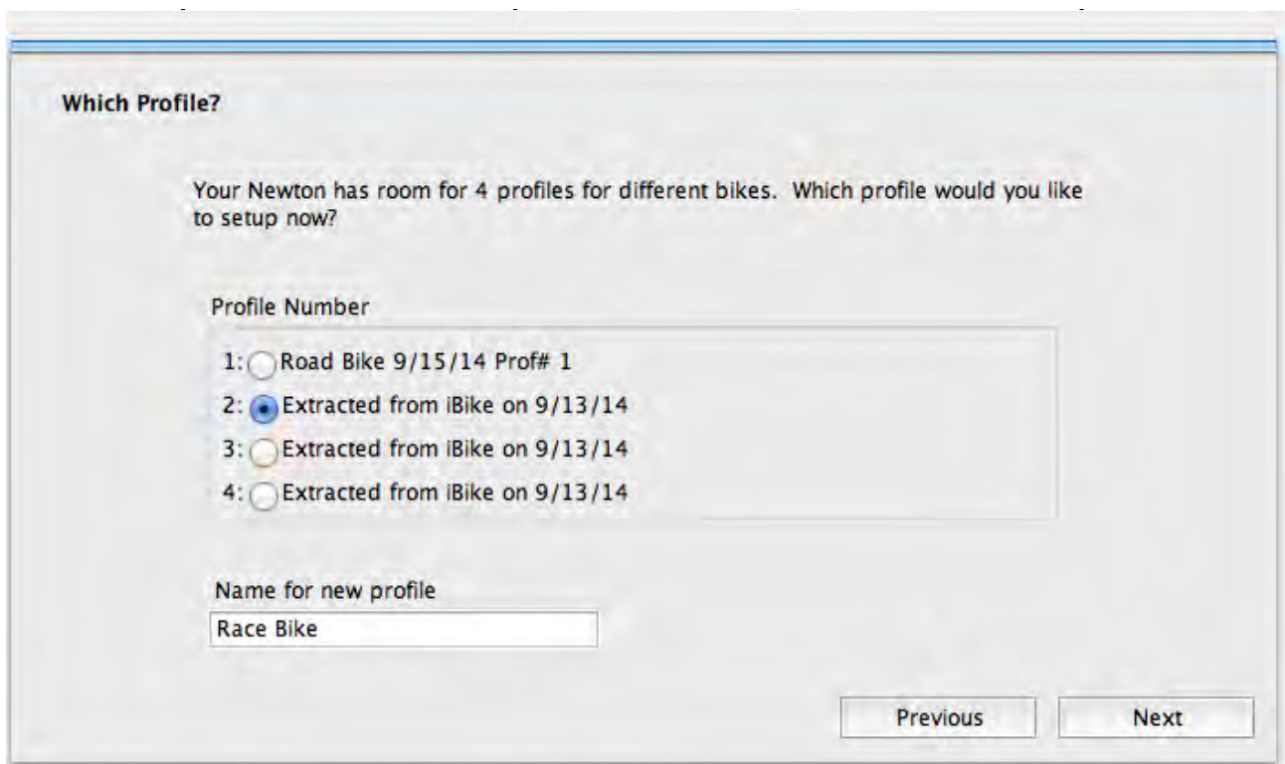 Which Profile?
Your Newton has room for 4 profiles for different bikes. Which profile would you like
to setup now?
Profile Number
1: Road Bike 9/15/14 Prof# 1
2: Extracted from iBike on 9/13/14
3: Extracted from iBike on 9/13/14
4: Extracted from iBike on 9/13/14
Name for new profile
Race Bike
Previous Next